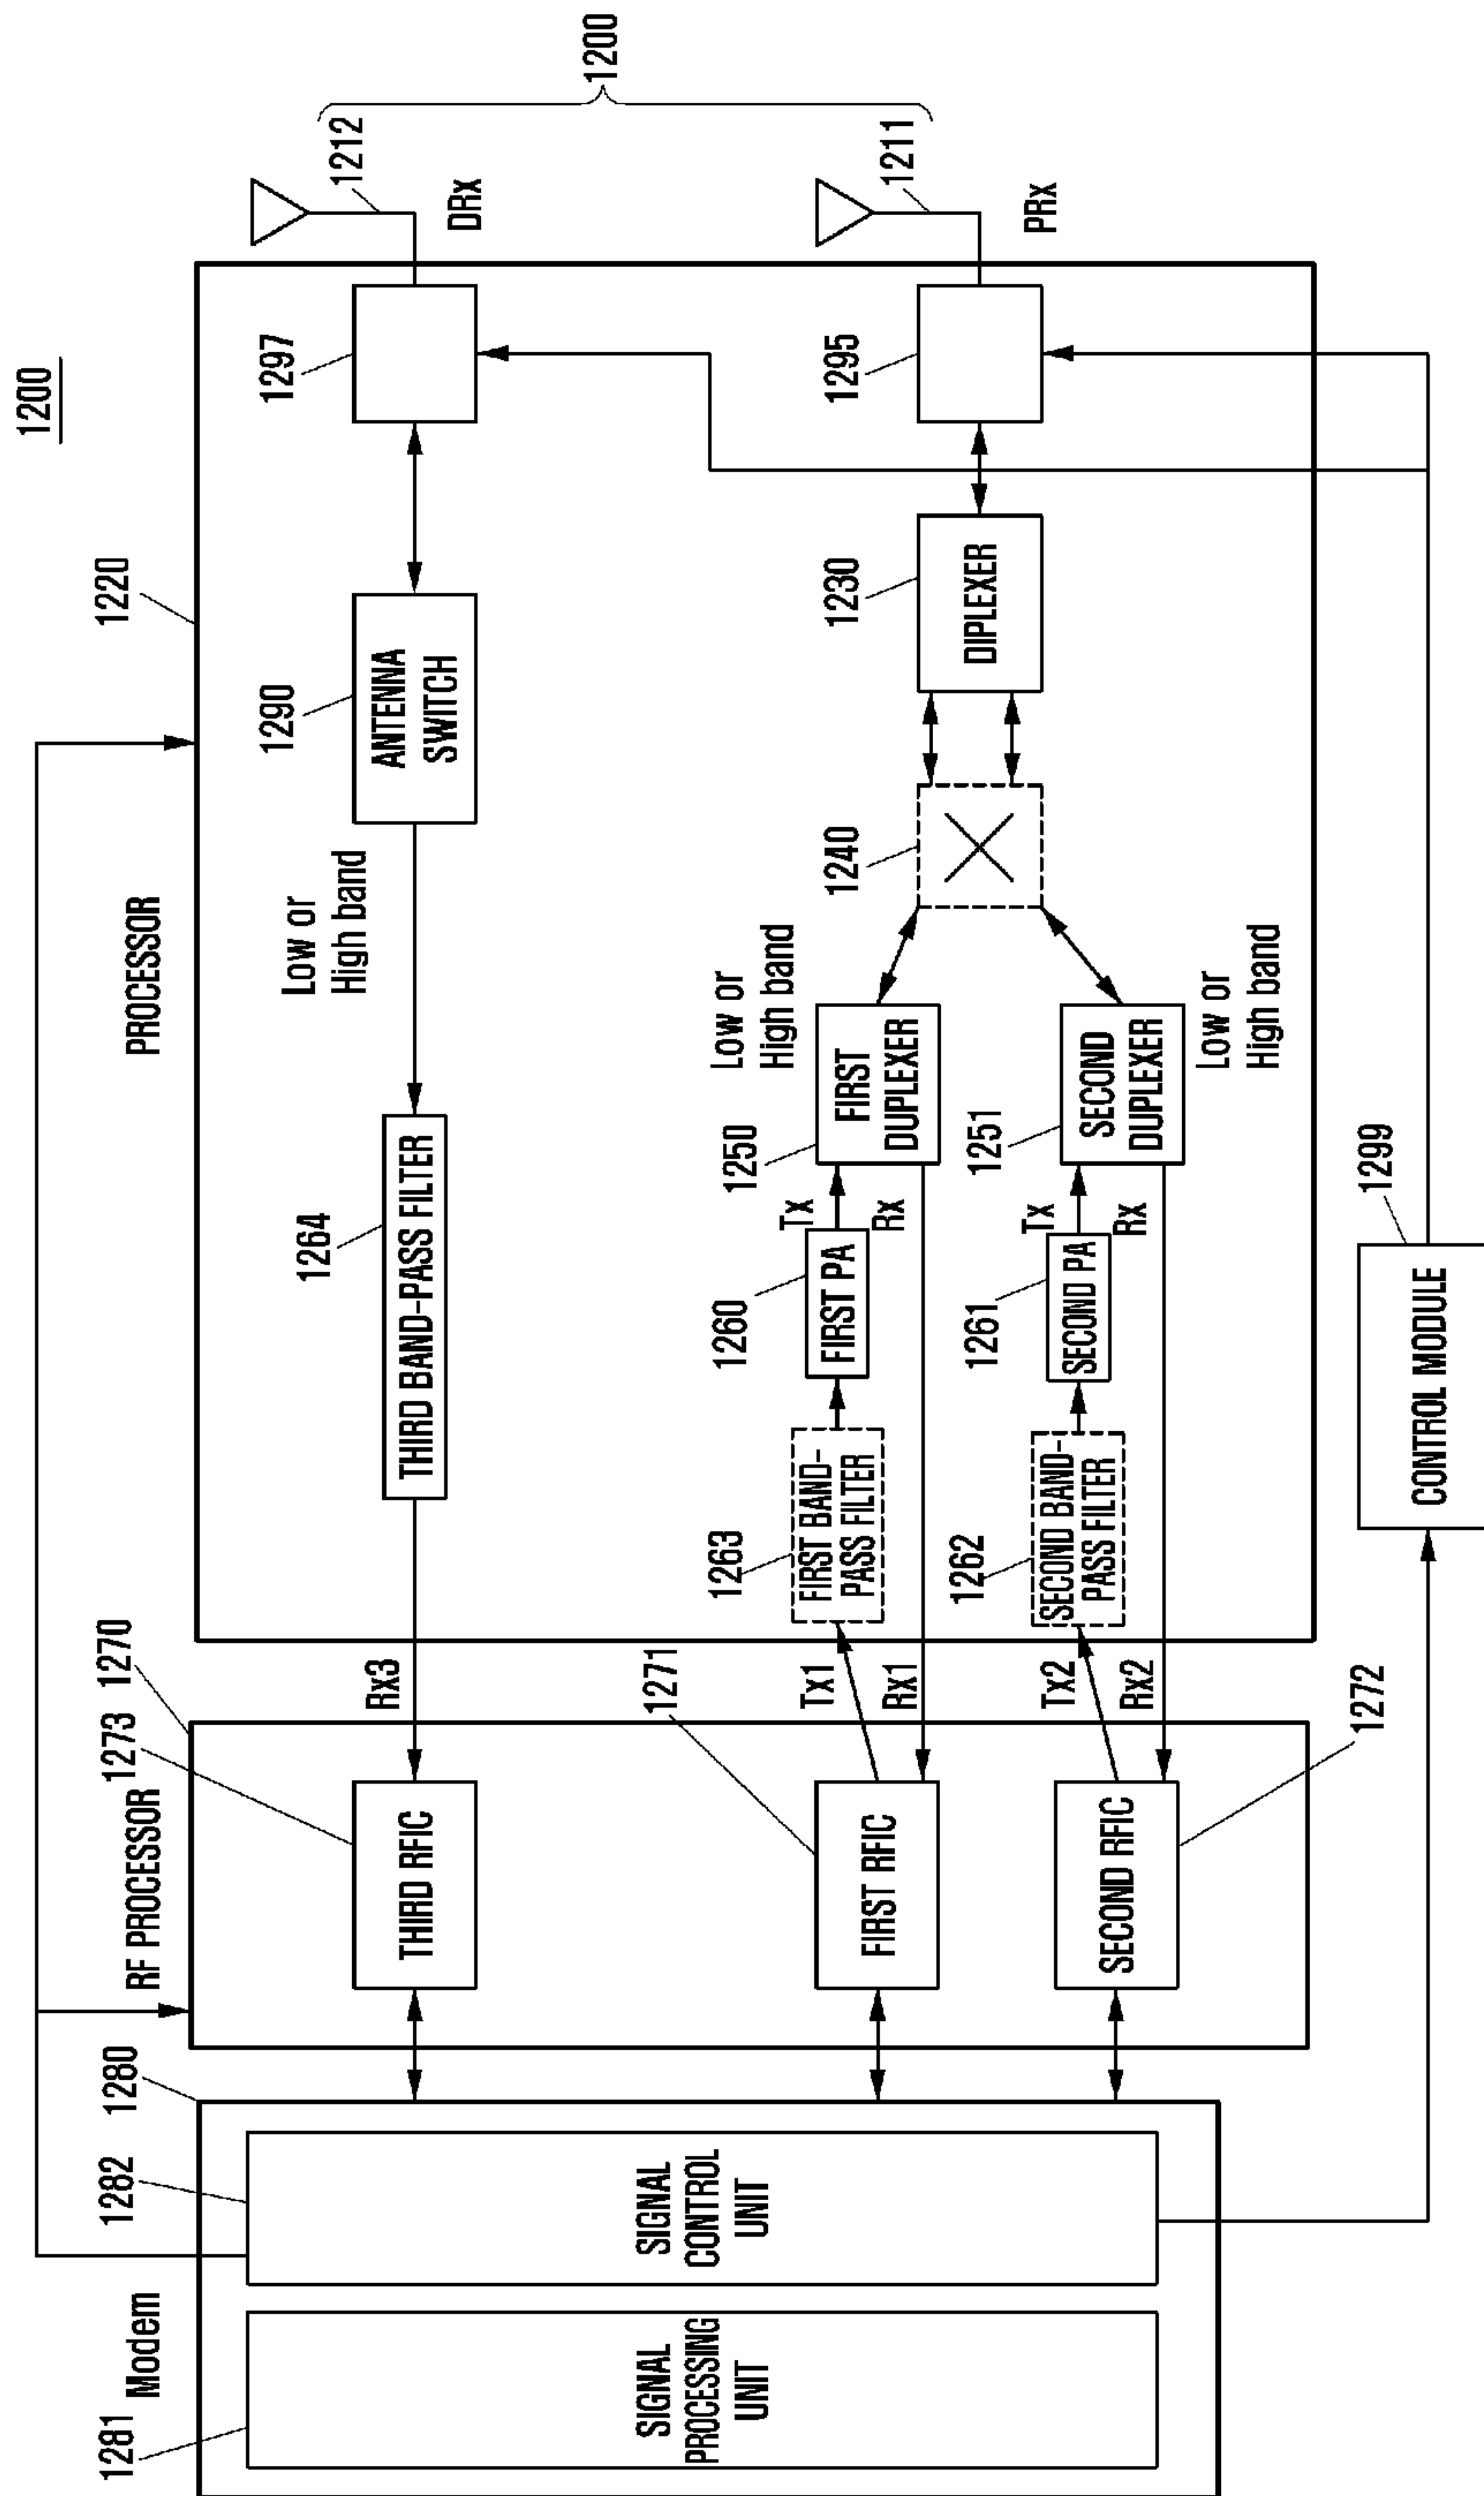 1200
1281
Modem
1282
1280
SIGNAL
PROCESSING
UNIT
SIGNAL
CONTROL
UNIT
RF PROCESSOR
1273
1270
THIRD RFIC
FIRST RFIC
1271
SECOND RFIC
1272
Rx3
Tx1
Rx1
Tx2
Rx2
PROCESSOR
1220
1264
THIRD BAND-PASS FILTER
Low or
High band
1290
ANTENNA
SWITCH
1297
1212
DRx
1200
1263
FIRST BAND-
PASS FILTER
1260
FIRST PA
Tx
Rx
1250
FIRST
DUPLEXER
Low or
High band
1240
1230
DIPLEXER
1295
1211
PRx
1262
SECOND BAND-
PASS FILTER
1261
SECOND PA
Tx
Rx
1251
SECOND
DUPLEXER
Low or
High band
1299
CONTROL MODULE